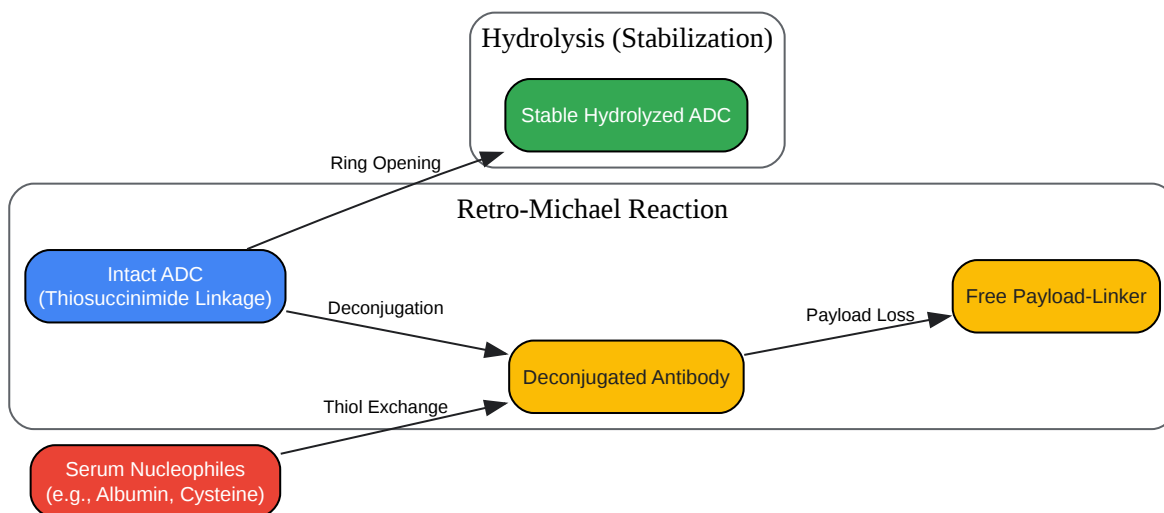 Hydrolysis (Stabilization)
Stable Hydrolyzed ADC
Ring Opening
Retro-Michael Reaction
Intact ADC
(Thiosuccinimide Linkage)
Deconjugation
Free Payload-Linker
Payload Loss
Deconjugated Antibody
Thiol Exchange
Serum Nucleophiles
(e.g., Albumin, Cysteine)